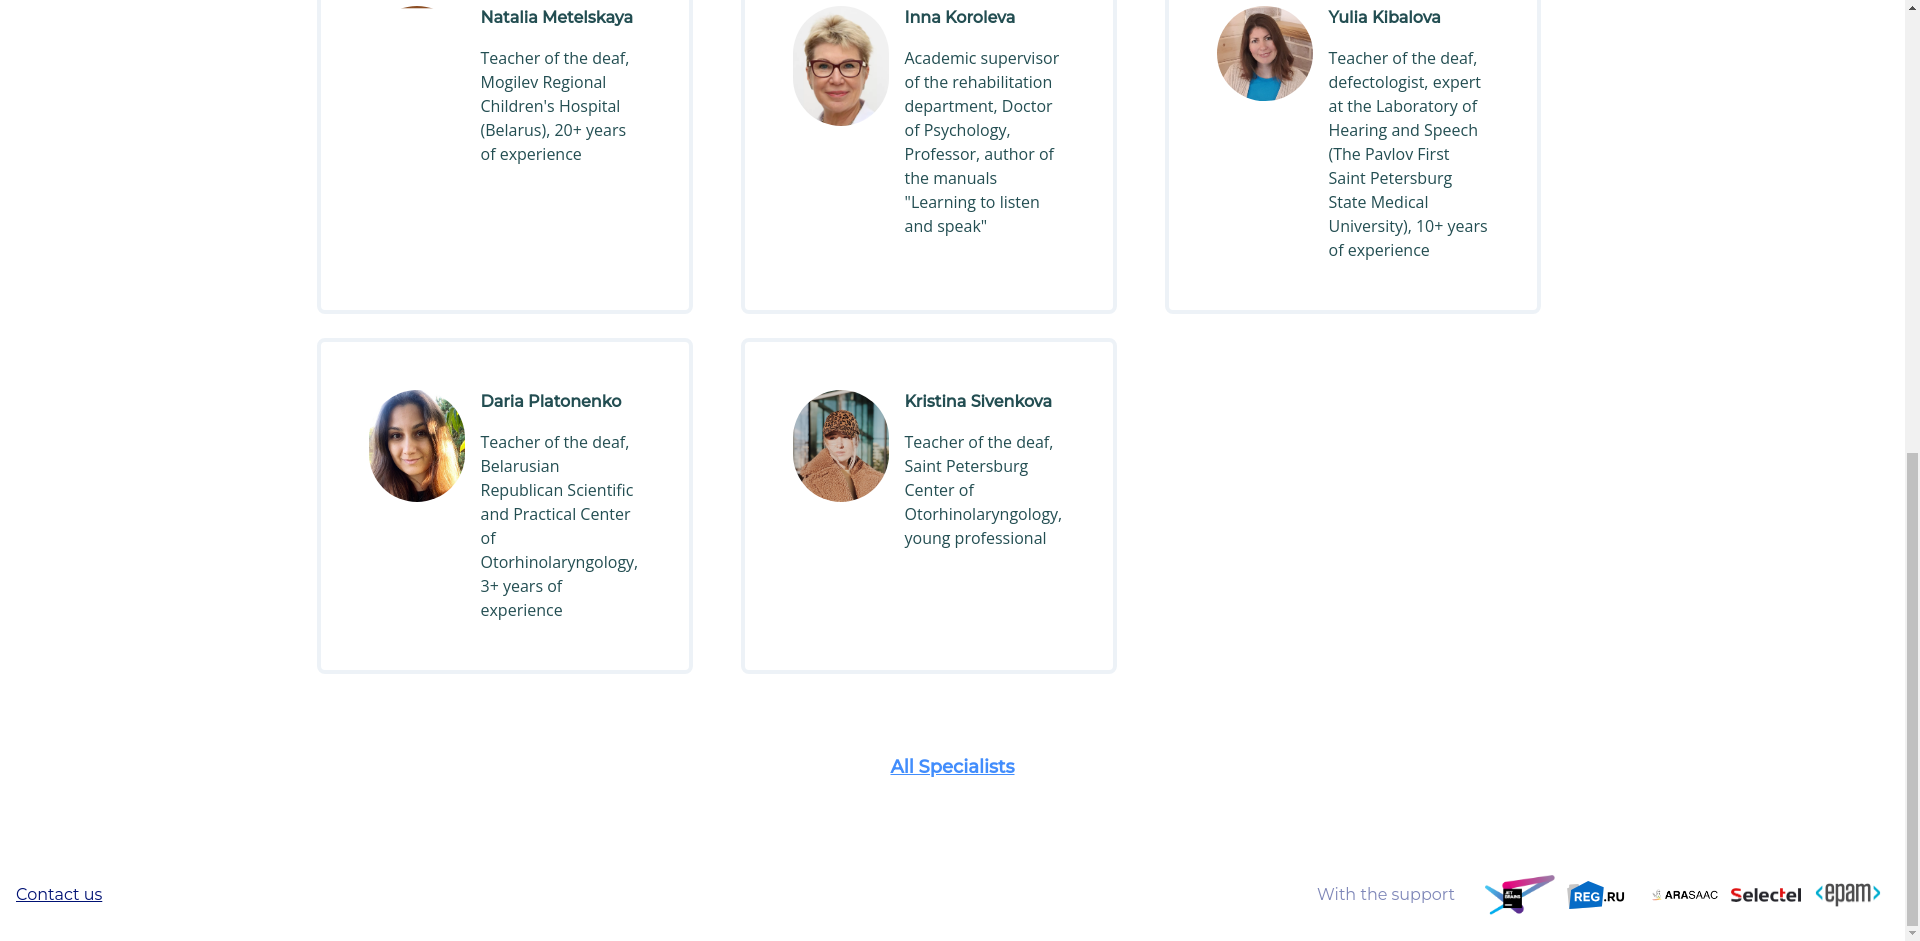 Natalia Metelskaya
Teacher of the deaf,
Mogilev Regional
Children's Hospital
(Belarus), 20+ years
of experience
Inna Koroleva
Academic supervisor
of the rehabilitation
department, Doctor
of Psychology,
Professor, author of
the manuals
"Learning to listen
and speak"
Yulia Kibalova
Teacher of the deaf,
defectologist, expert
at the Laboratory of
Hearing and Speech
(The Pavlov First
Saint Petersburg
State Medical
University), 10+ years
of experience
Daria Platonenko
Teacher of the deaf,
Belarusian
Republican Scientific
and Practical Center
of
Otorhinolaryngology,
3+ years of
experience
Kristina Sivenkova
Teacher of the deaf,
Saint Petersburg
Center of
Otorhinolaryngology,
young professional
All Specialists
Contact us
With the support
JET
BRAINS
REG.RU
ARASAAC
Selectel
<epam>